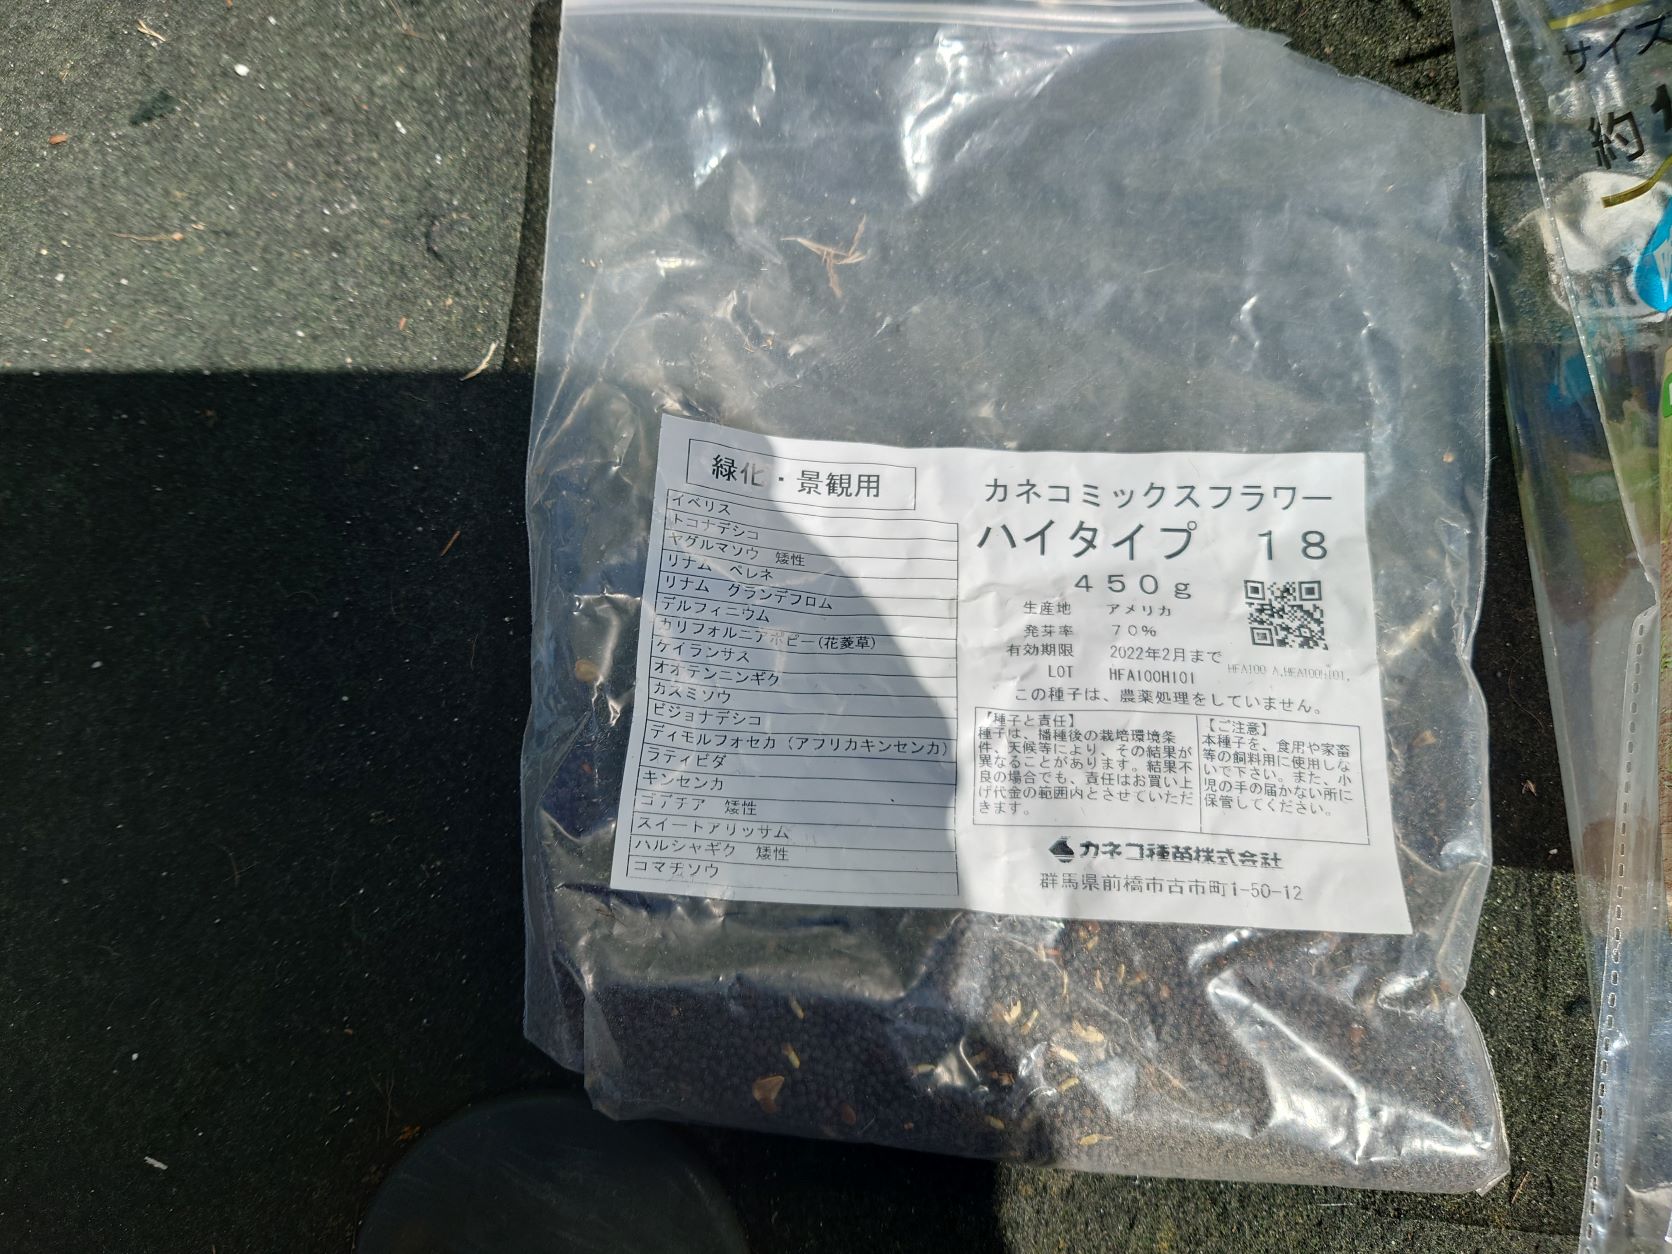 緑化・景観用
イベリス
トコナデシコ
ヤグルマソウ 矮性
リナム ペレネ
リナム グランデフロム
デルフィニウム
カリフォルニアポピー(花菱草)
ケイランサス
オオテンニンギク
カスミソウ
ビジョナデシコ
ディモルフォセカ (アフリカキンセンカ)
ラティビダ
キンセンカ
ゴデチア 矮性
スイートアリッサム
ハルシャギク 矮性
コマチソウ
カネコミックスフラワー
ハイタイプ 18
450g
生産地 アメリカ
発芽率 70%
有効期限 2022年2月まで
LOT HFA100H101
この種子は、農薬処理をしていません。
【種子と責任】
種子は、播種後の栽培環境条
件、天候等により、その結果が
異なることがあります。結果不
良の場合でも、責任はお買い上
げ代金の範囲内とさせていただ
きます。
【ご注意】
本種子を、食用や家畜
等の飼料用に使用しな
いで下さい。また、小
児の手の届かない所に
保管してください。
カネコ種苗株式会社
群馬県前橋市古市町1-50-12
サイズ
約